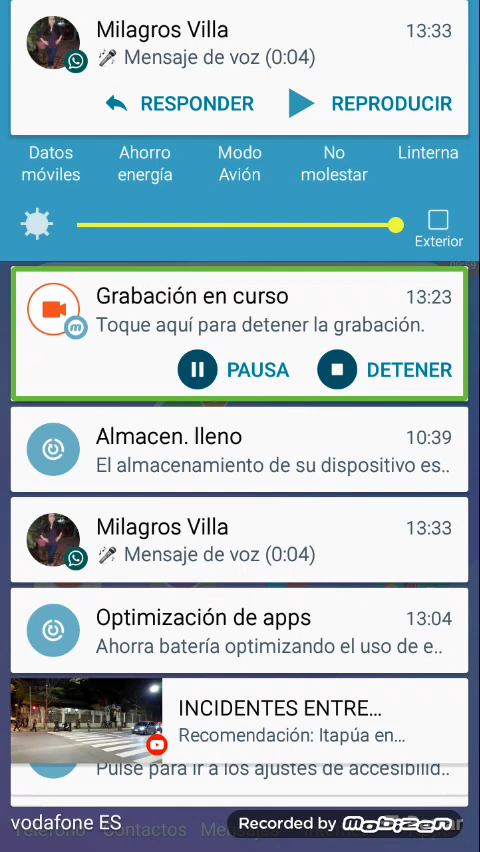 Milagros Villa
13:33
Mensaje de voz (0:04)
RESPONDER
REPRODUCIR
Datos móviles
Ahorro energía
Modo Avión
No molestar
Linterna
Exterior
Grabación en curso
13:23
Toque aquí para detener la grabación.
PAUSA
DETENER
Almacen. lleno
10:39
El almacenamiento de su dispositivo es..
Milagros Villa
13:33
Mensaje de voz (0:04)
Optimización de apps
13:04
Ahorra batería optimizando el uso de e..
INCIDENTES ENTRE...
Recomendación: Itapúa en...
Pulse para ir a los ajustes de accesibilid..
vodafone ES
Recorded by mobizen
Teléfono
Contactos